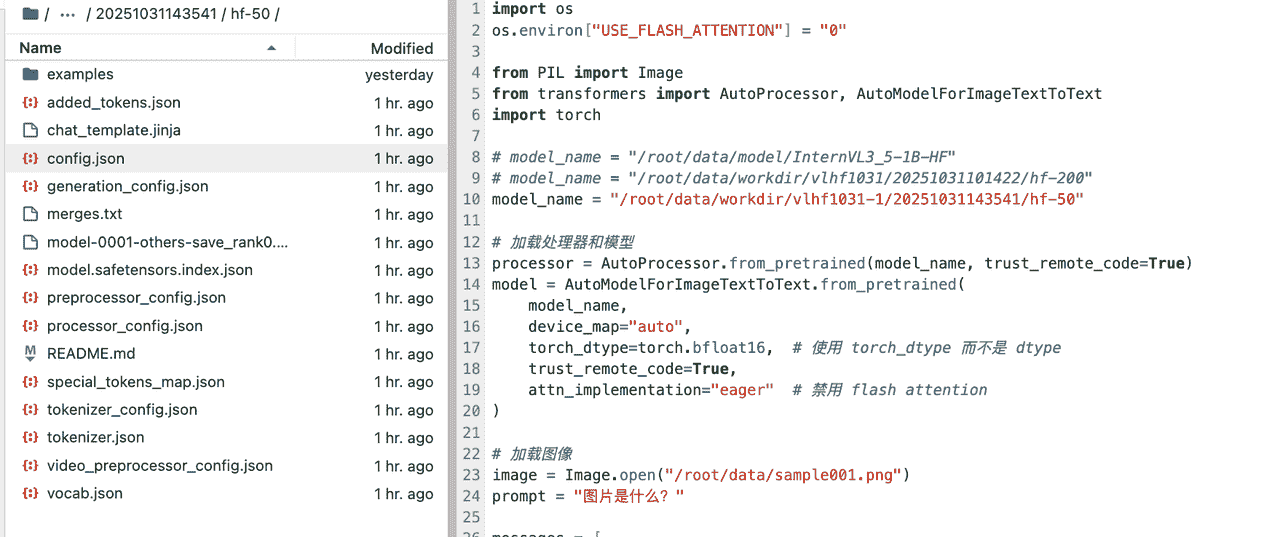 / ··· / 20251031143541 / hf-50 /
Name Modified
examples yesterday
added_tokens.json 1 hr. ago
chat_template.jinja 1 hr. ago
config.json 1 hr. ago
generation_config.json 1 hr. ago
merges.txt 1 hr. ago
model-0001-others-save_rank0.... 1 hr. ago
model.safetensors.index.json 1 hr. ago
preprocessor_config.json 1 hr. ago
processor_config.json 1 hr. ago
README.md 1 hr. ago
special_tokens_map.json 1 hr. ago
tokenizer_config.json 1 hr. ago
tokenizer.json 1 hr. ago
video_preprocessor_config.json 1 hr. ago
vocab.json 1 hr. ago
1 import os
2 os.environ["USE_FLASH_ATTENTION"] = "0"
3
4 from PIL import Image
5 from transformers import AutoProcessor, AutoModelForImageTextToText
6 import torch
7
8 # model_name = "/root/data/model/InternVL3_5-1B-HF"
9 # model_name = "/root/data/workdir/vlhf1031/20251031101422/hf-200"
10 model_name = "/root/data/workdir/vlhf1031-1/20251031143541/hf-50"
11
12 # 加载处理器和模型
13 processor = AutoProcessor.from_pretrained(model_name, trust_remote_code=True)
14 model = AutoModelForImageTextToText.from_pretrained(
15     model_name,
16     device_map="auto",
17     torch_dtype=torch.bfloat16,  # 使用 torch_dtype 而不是 dtype
18     trust_remote_code=True,
19     attn_implementation="eager"  # 禁用 flash attention
20 )
21
22 # 加载图像
23 image = Image.open("/root/data/sample001.png")
24 prompt = "图片是什么？"
25
26 messages = [